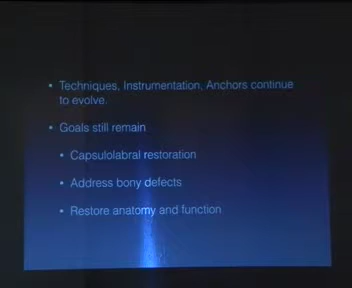 • Techniques, Instrumentation, Anchors continue
to evolve.
• Goals still remain
• Capsulolabral restoration
• Address bony defects
• Restore anatomy and function